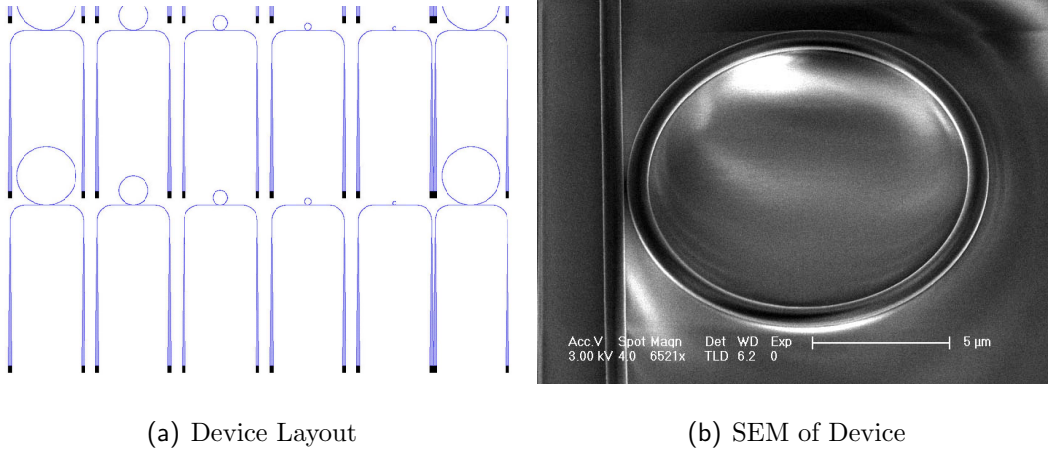 Acc.V Spot Magn Det WD Exp 5 µm
3.00 kV 4.0 6521x TLD 6.2 0
(a) Device Layout
(b) SEM of Device